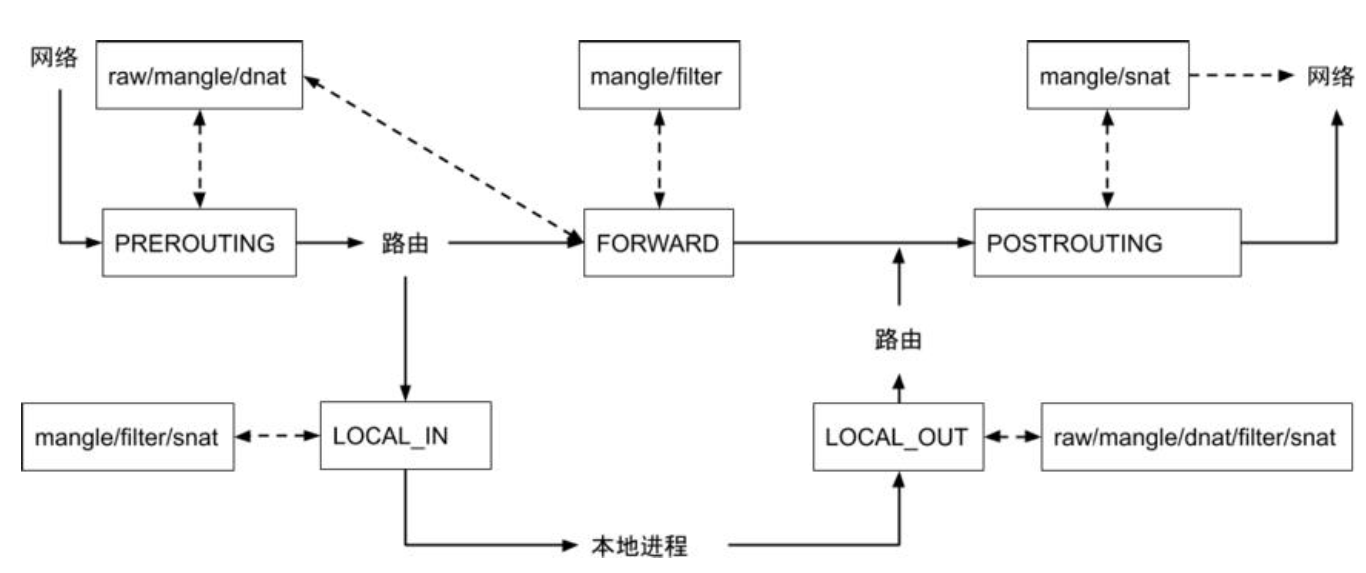 网络
raw/mangle/dnat
mangle/filter
mangle/snat
网络
PREROUTING
路由
FORWARD
POSTROUTING
路由
mangle/filter/snat
LOCAL_IN
LOCAL_OUT
raw/mangle/dnat/filter/snat
本地进程